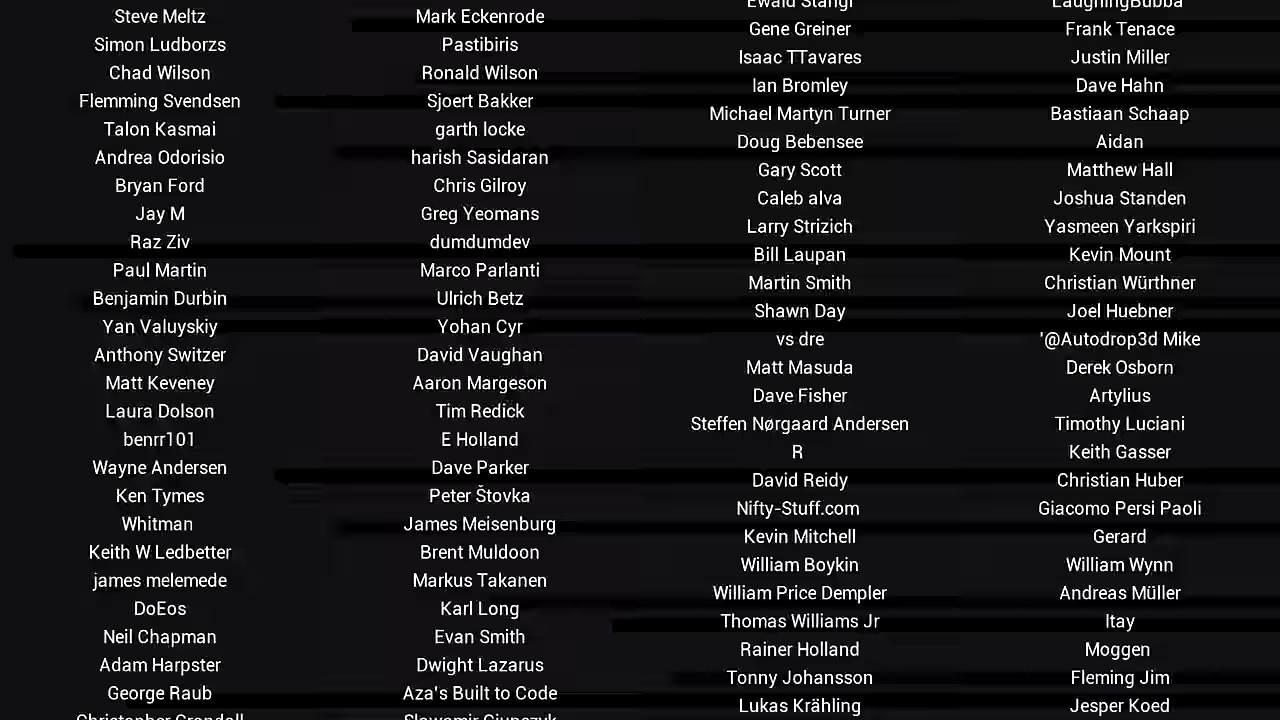 Steve Meltz
Simon Ludborzs
Chad Wilson
Flemming Svendsen
Talon Kasmai
Andrea Odorisio
Bryan Ford
Jay M
Raz Ziv
Paul Martin
Benjamin Durbin
Yan Valuyskiy
Anthony Switzer
Matt Keveney
Laura Dolson
benrr101
Wayne Andersen
Ken Tymes
Whitman
Keith W Ledbetter
james melemede
DoEos
Neil Chapman
Adam Harpster
George Raub
Mark Eckenrode
Pastibiris
Ronald Wilson
Sjoert Bakker
garth locke
harish Sasidaran
Chris Gilroy
Greg Yeomans
dumdumdev
Marco Parlanti
Ulrich Betz
Yohan Cyr
David Vaughan
Aaron Margeson
Tim Redick
E Holland
Dave Parker
Peter Štovka
James Meisenburg
Brent Muldoon
Markus Takanen
Karl Long
Evan Smith
Dwight Lazarus
Aza's Built to Code
Ewald Stangl
Gene Greiner
Isaac TTavares
Ian Bromley
Michael Martyn Turner
Doug Bebensee
Gary Scott
Caleb alva
Larry Strizich
Bill Laupan
Martin Smith
Shawn Day
vs dre
Matt Masuda
Dave Fisher
Steffen Nørgaard Andersen
R
David Reidy
Nifty-Stuff.com
Kevin Mitchell
William Boykin
William Price Dempler
Thomas Williams Jr
Rainer Holland
Tonny Johansson
Lukas Krähling
LaughingBubba
Frank Tenace
Justin Miller
Dave Hahn
Bastiaan Schaap
Aidan
Matthew Hall
Joshua Standen
Yasmeen Yarkspiri
Kevin Mount
Christian Würthner
Joel Huebner
'@Autodrop3d Mike
Derek Osborn
Artylius
Timothy Luciani
Keith Gasser
Christian Huber
Giacomo Persi Paoli
Gerard
William Wynn
Andreas Müller
Itay
Moggen
Fleming Jim
Jesper Koed